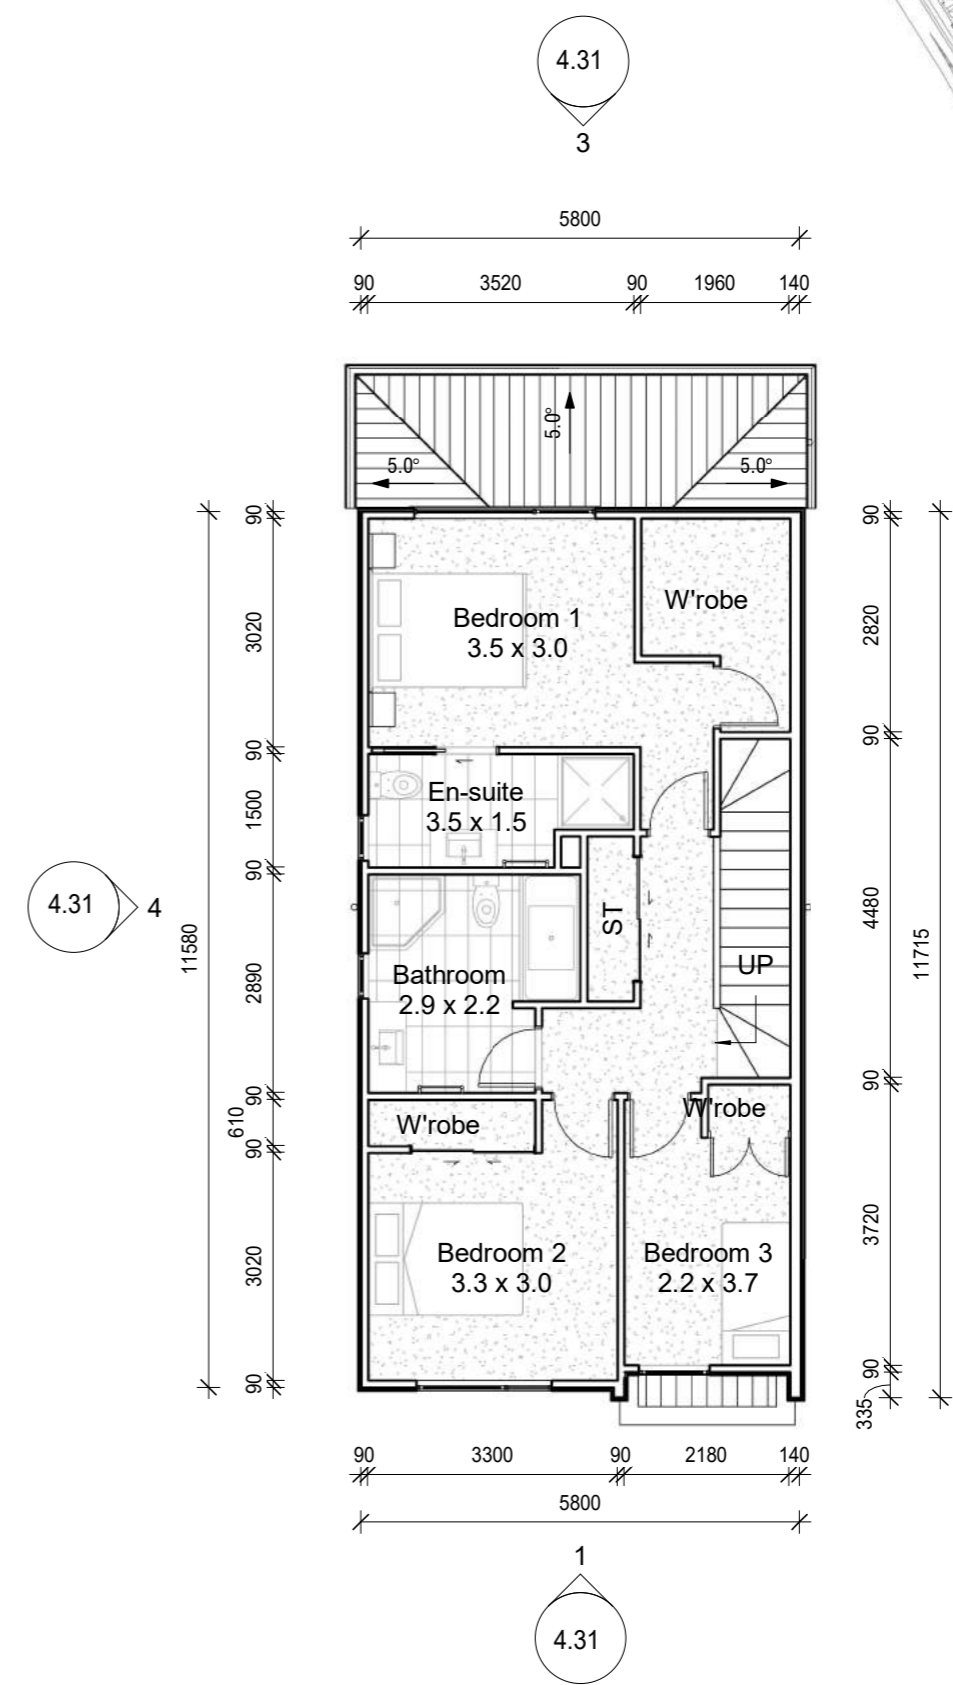 4.31
3
5800
90 3520 90 1960 140
5.0°
5.0° 5.0°
90 90
W'robe
Bedroom 1
3.5 x 3.0
3020 2820
90 90
En-suite
3.5 x 1.5
1500
90
4.31 4
ST
4480
11580 11715
Bathroom
2.9 x 2.2
2890
UP
90 90
W'robe
W'robe
610
90
Bedroom 2
3.3 x 3.0
Bedroom 3
2.2 x 3.7
3020 3720
90 90
335
90 3300 90 2180 140
5800
1
4.31